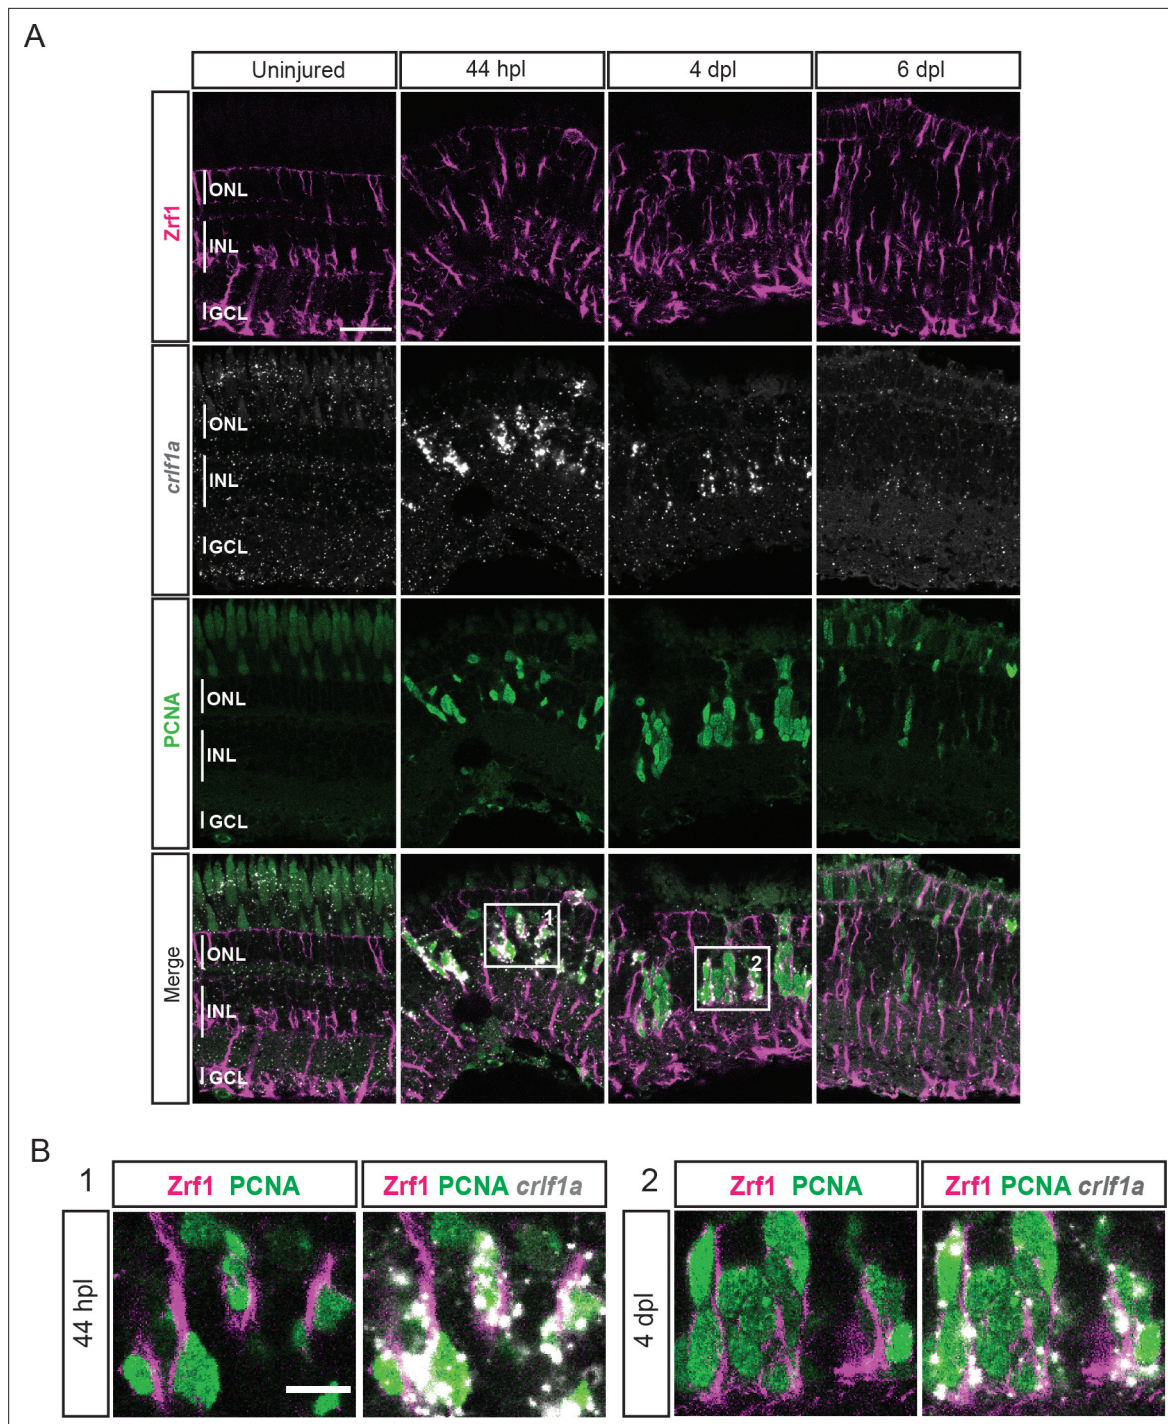 A
Uninjured
44 hpl
4 dpl
6 dpl
Zrf1
ONL
INL
GCL
crlf1a
ONL
INL
GCL
PCNA
ONL
INL
GCL
Merge
ONL
INL
GCL
1
2
B
1
Zrf1 PCNA
Zrf1 PCNA crlf1a
2
Zrf1 PCNA
Zrf1 PCNA crlf1a
44 hpl
4 dpl